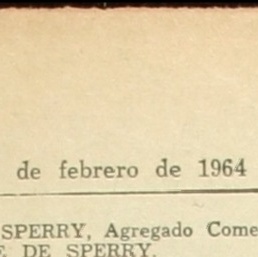 de febrero de 1964
SPERRY, Agregado Come
E DE SPERRY.